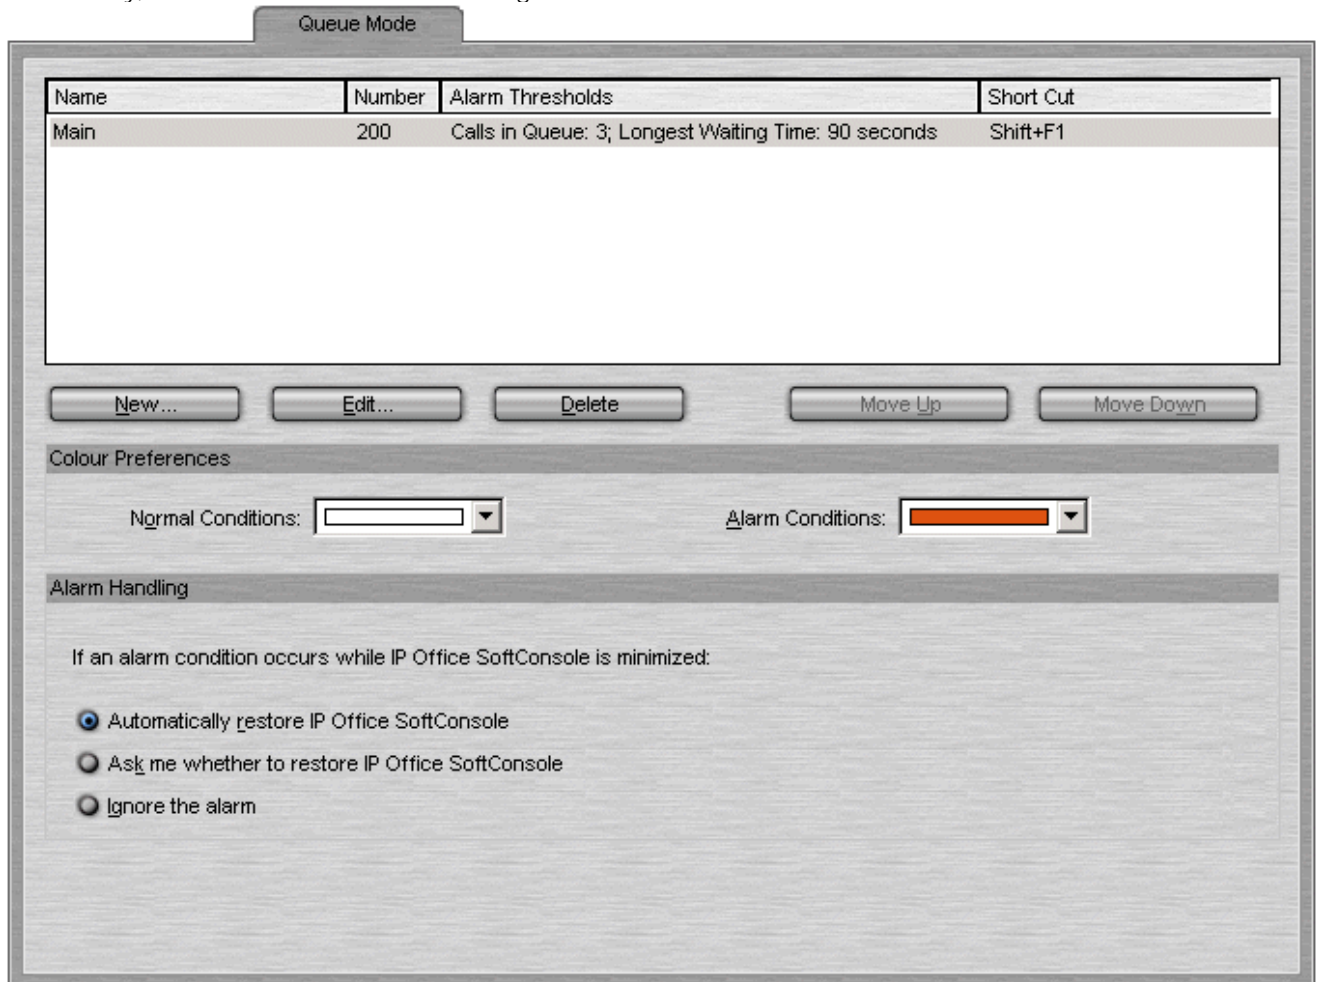 Queue Mode
Name Number Alarm Thresholds Short Cut
Main 200 Calls in Queue: 3; Longest Waiting Time: 90 seconds Shift+F1
New... Edit... Delete Move Up Move Down
Colour Preferences
Normal Conditions: Alarm Conditions:
Alarm Handling
If an alarm condition occurs while IP Office SoftConsole is minimized:
Automatically restore IP Office SoftConsole
Ask me whether to restore IP Office SoftConsole
Ignore the alarm